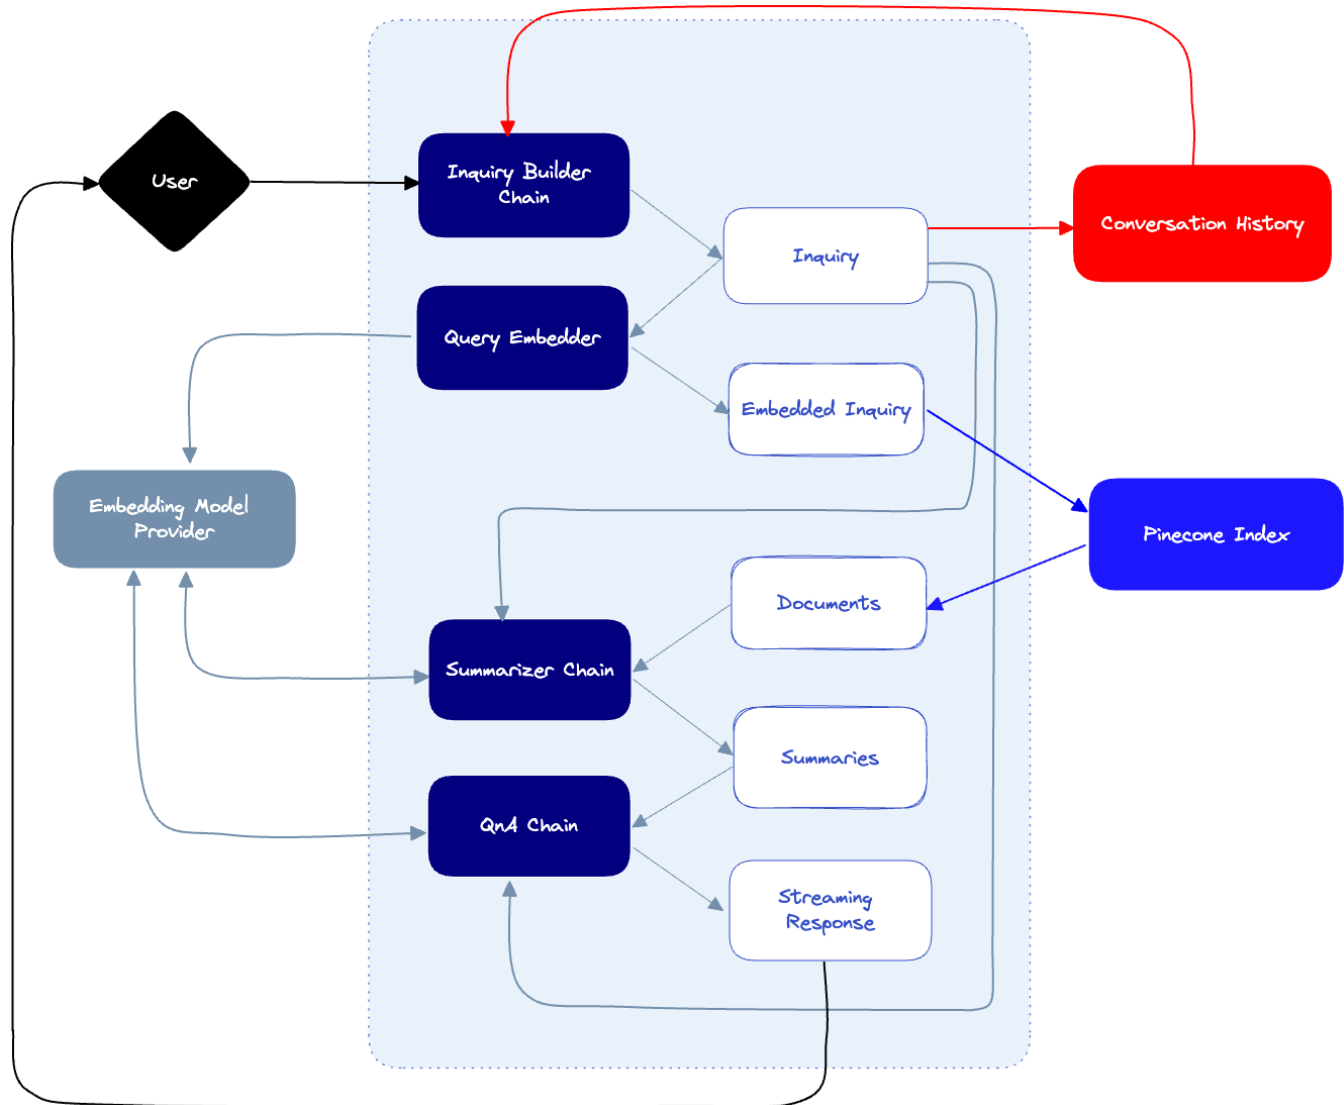 User
Inquiry Builder
Chain
Inquiry
Conversation History
Query Embedder
Embedded Inquiry
Embedding Model
Provider
Pinecone Index
Documents
Summarizer Chain
Summaries
QnA Chain
Streaming
Response